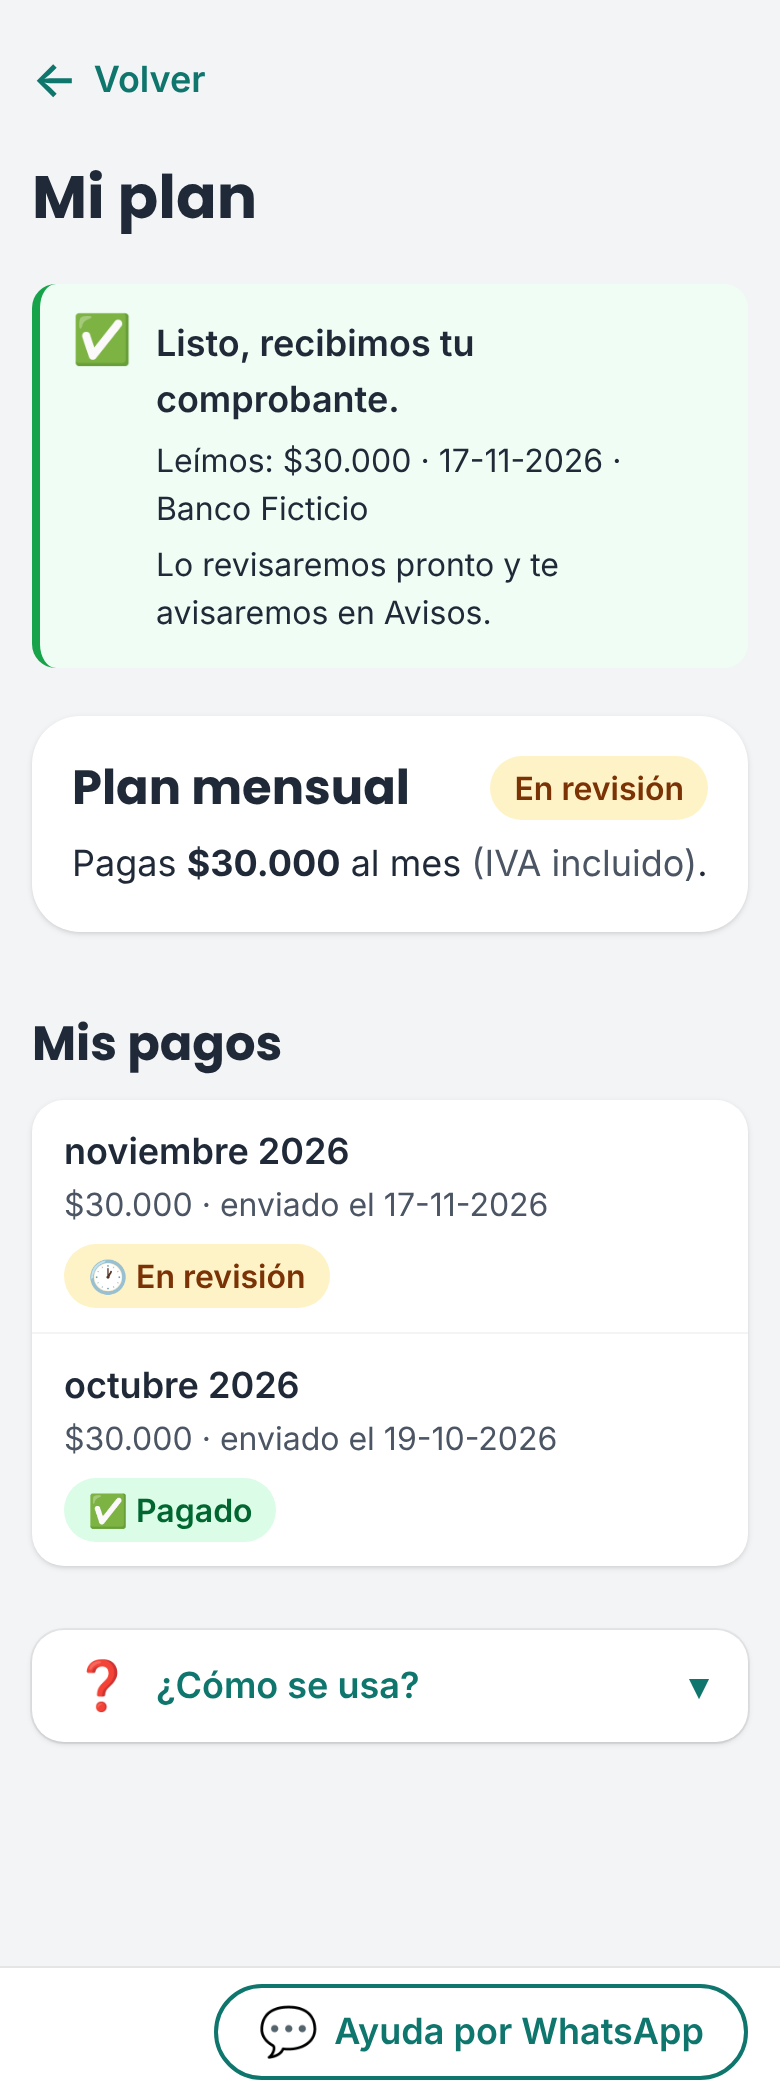 ← Volver
Mi plan
✅ Listo, recibimos tu
comprobante.
Leímos: $30.000 · 17-11-2026 ·
Banco Ficticio
Lo revisaremos pronto y te
avisaremos en Avisos.
Plan mensual
En revisión
Pagas $30.000 al mes (IVA incluido).
Mis pagos
noviembre 2026
$30.000 · enviado el 17-11-2026
🕐 En revisión
octubre 2026
$30.000 · enviado el 19-10-2026
✅ Pagado
❓ ¿Cómo se usa? ▼
💬 Ayuda por WhatsApp